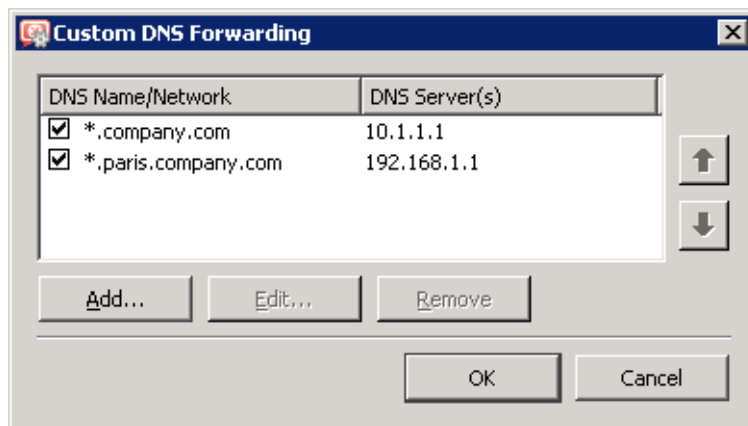 Custom DNS Forwarding
DNS Name/Network DNS Server(s)
*.company.com 10.1.1.1
*.paris.company.com 192.168.1.1
Add... Edit... Remove
OK Cancel